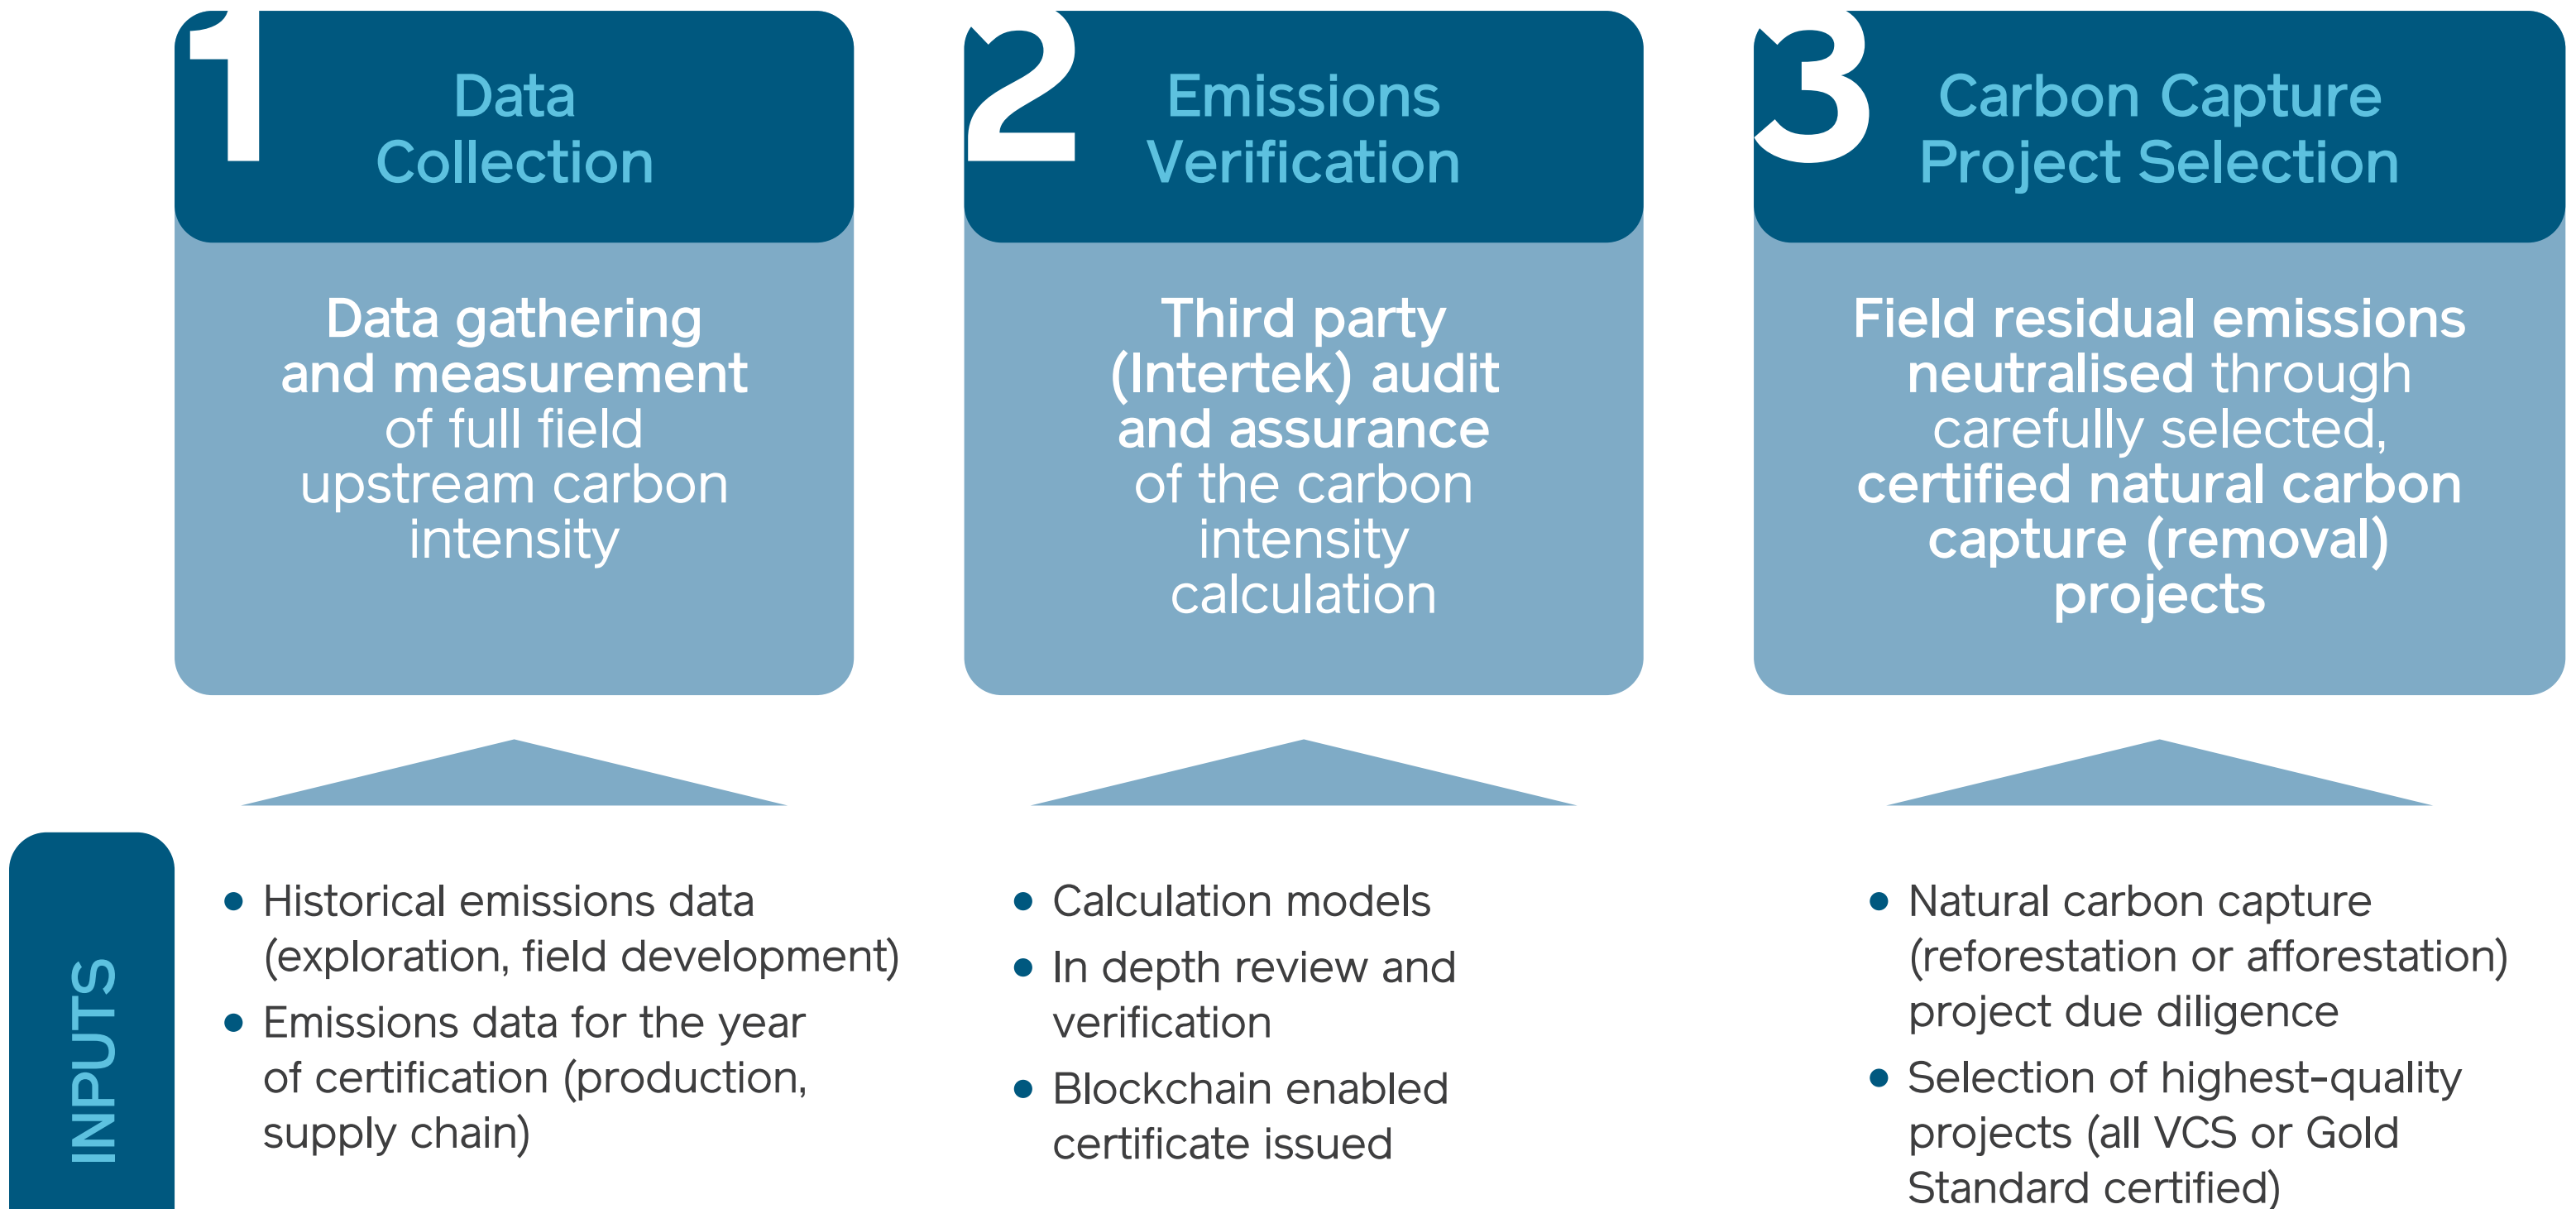 1
Data
Collection
Data gathering
and measurement
of full field
upstream carbon
intensity
2
Emissions
Verification
Third party
(Intertek) audit
and assurance
of the carbon
intensity
calculation
3
Carbon Capture
Project Selection
Field residual emissions
neutralised through
carefully selected,
certified natural carbon
capture (removal)
projects
INPUTS
• Historical emissions data
(exploration, field development)
• Emissions data for the year
of certification (production,
supply chain)
• Calculation models
• In depth review and
verification
• Blockchain enabled
certificate issued
• Natural carbon capture
(reforestation or afforestation)
project due diligence
• Selection of highest-quality
projects (all VCS or Gold
Standard certified)